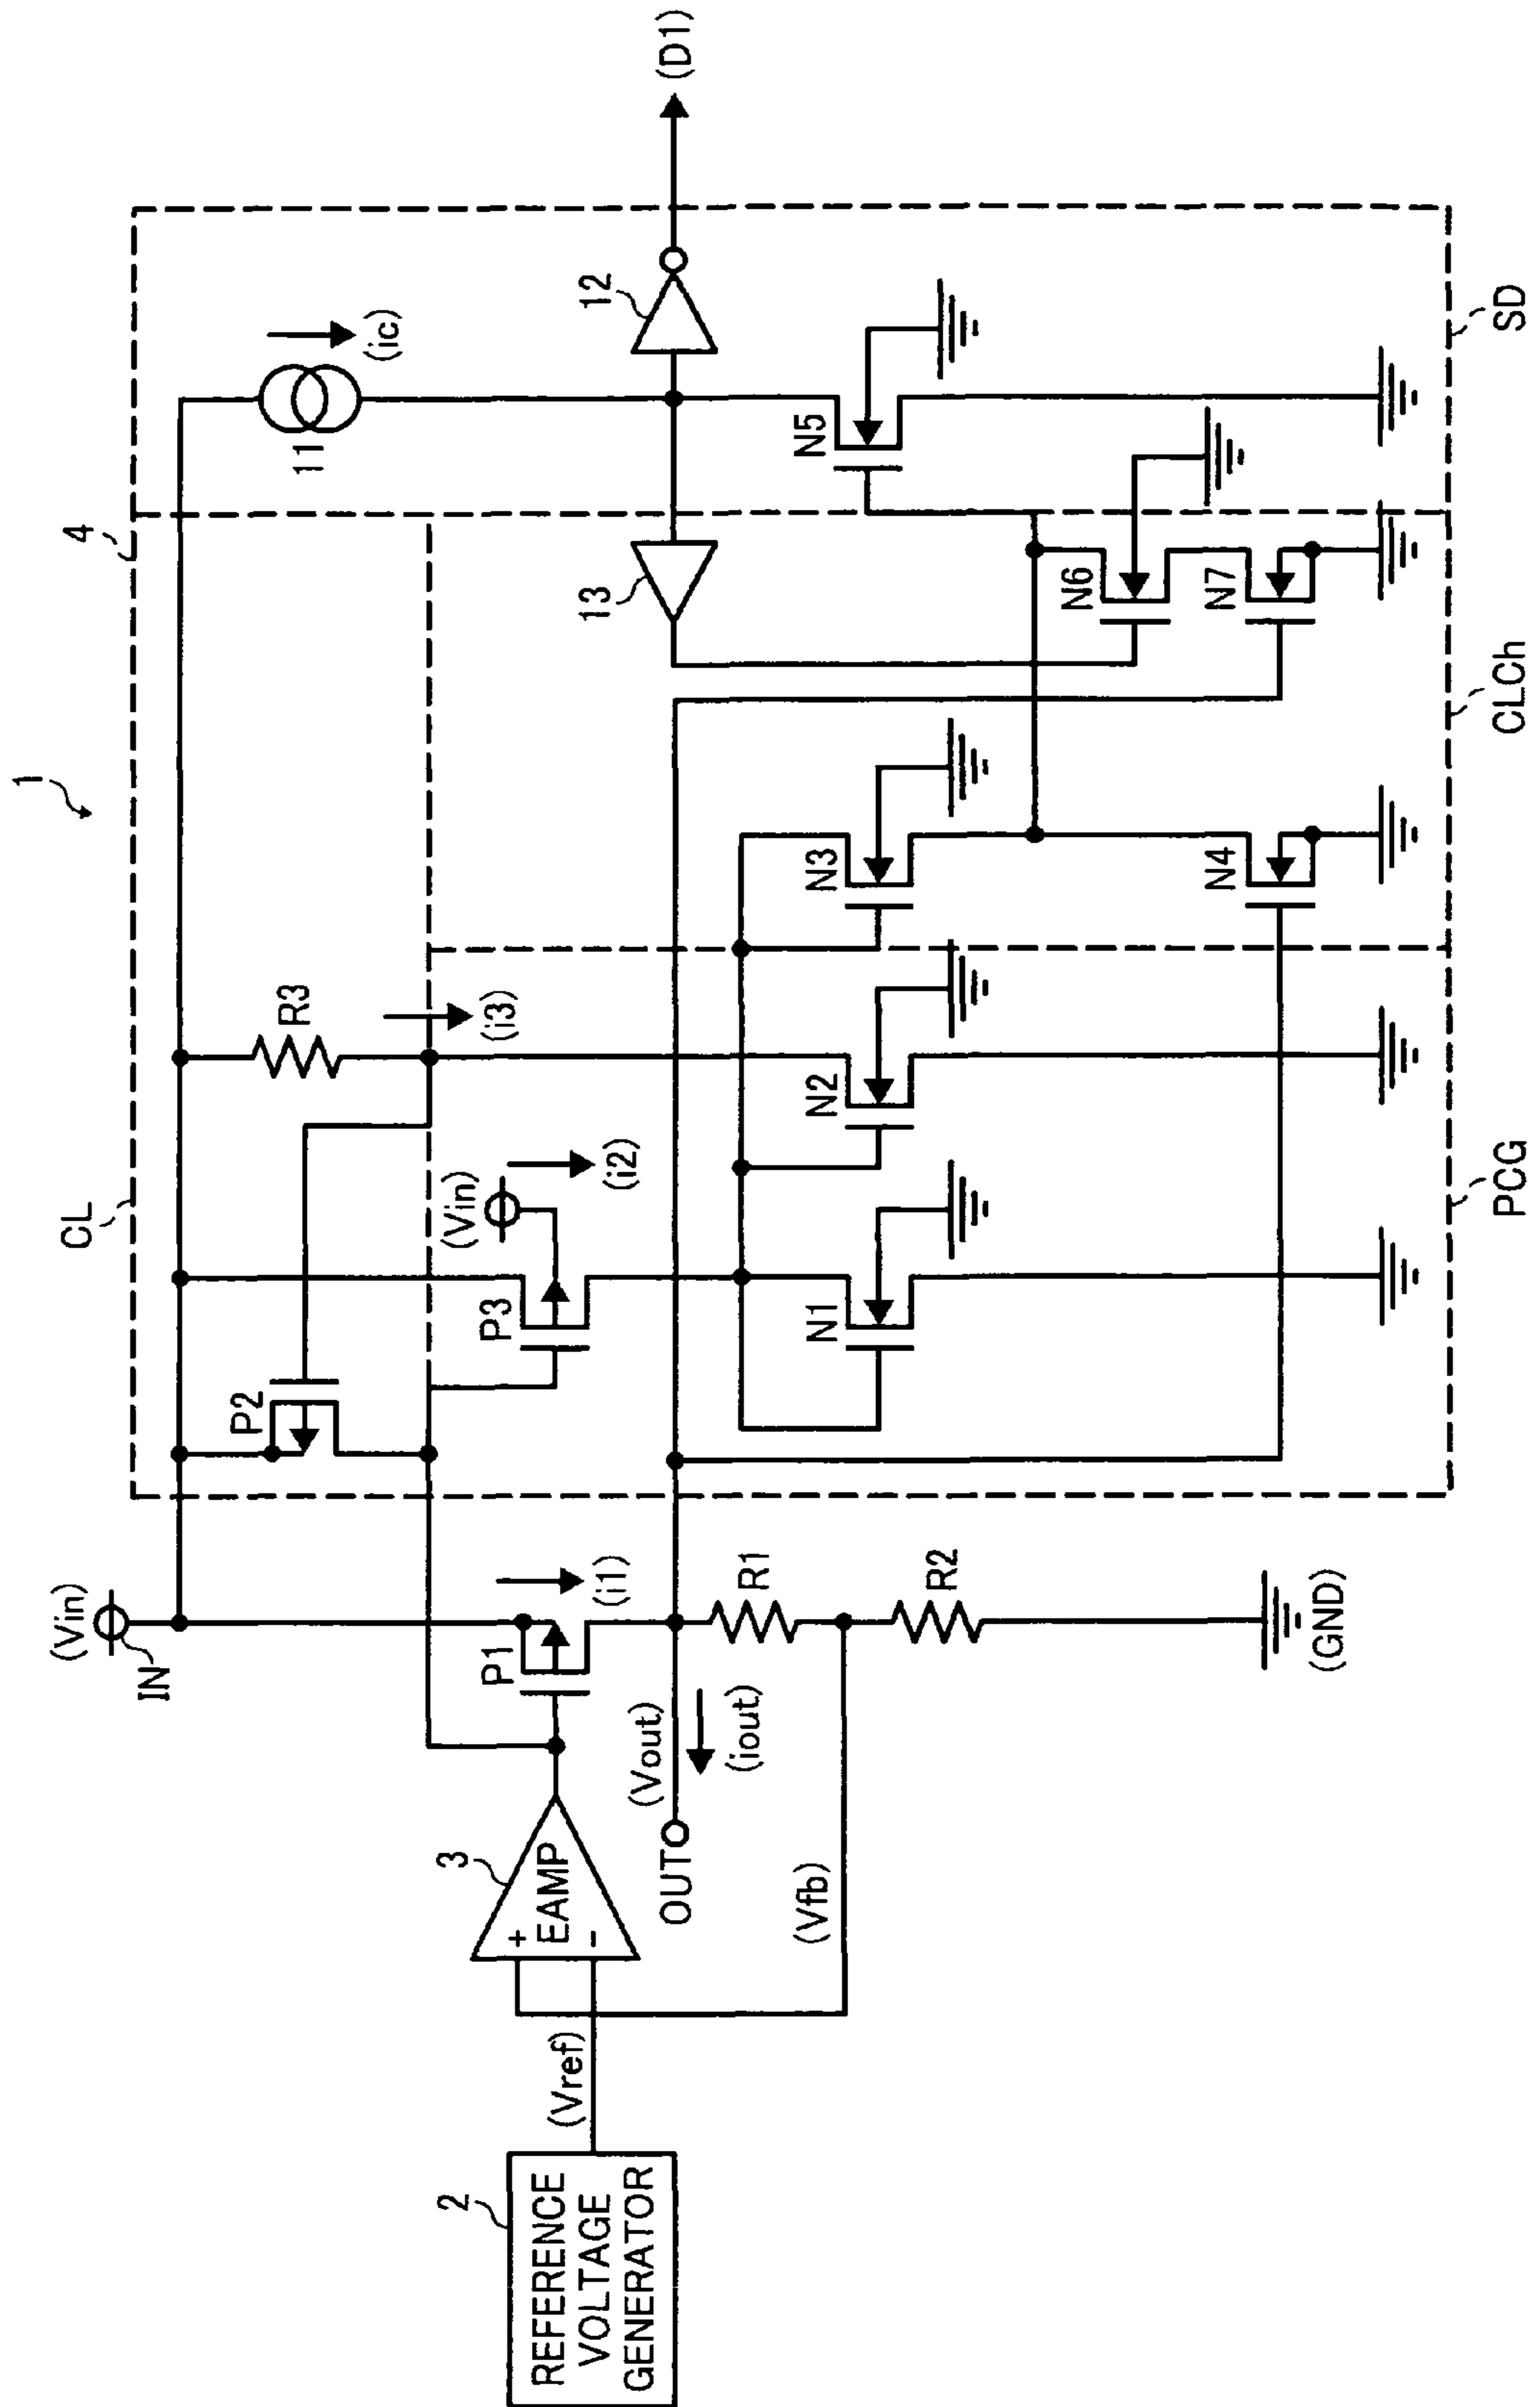 1
(Vin)
IN
CL
4
P2
R3
(i3)
11
(ic)
(Vin)
(i2)
P3
P1
(i1)
3
EAMP
+
-
2
REFERENCE
VOLTAGE
GENERATOR
(Vref)
(Vfb)
OUT
(Vout)
(iout)
R1
R2
(GND)
13
12
(D1)
N1
N2
N3
N4
N5
N6
N7
PCG
CLCh
SD